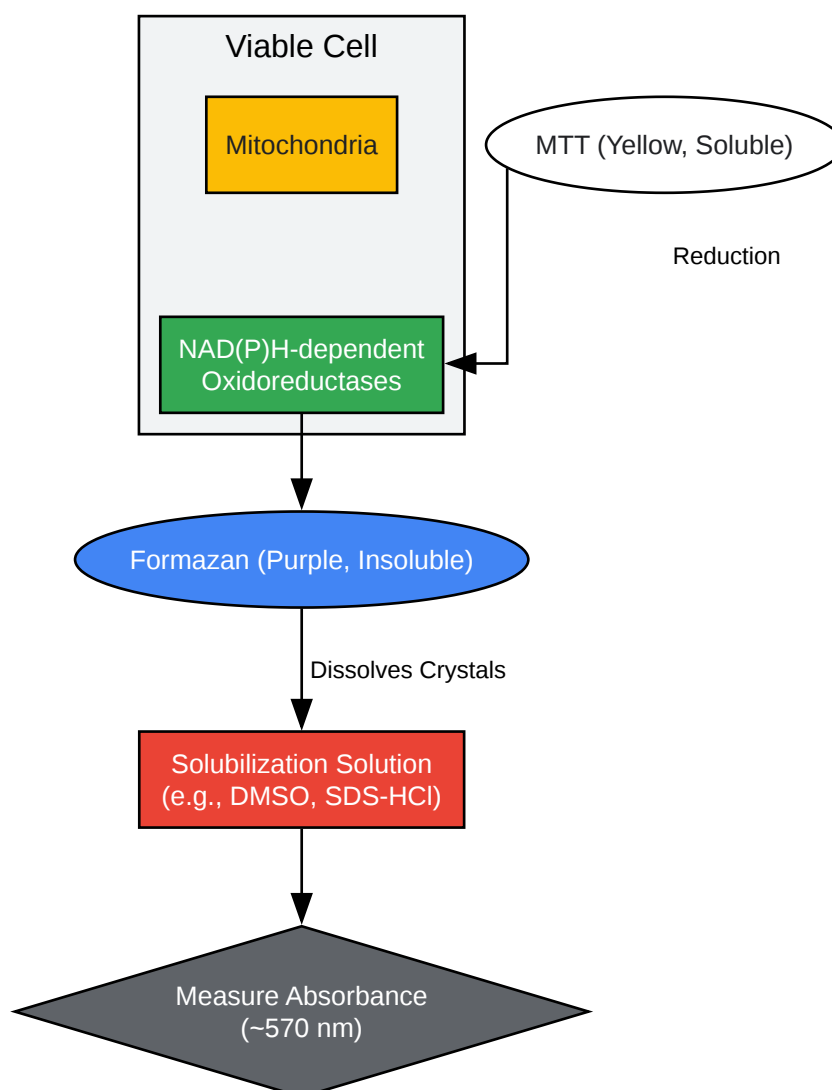 Viable Cell
Mitochondria
MTT (Yellow, Soluble)
Reduction
NAD(P)H-dependent
Oxidoreductases
Formazan (Purple, Insoluble)
Dissolves Crystals
Solubilization Solution
(e.g., DMSO, SDS-HCl)
Measure Absorbance
(~570 nm)